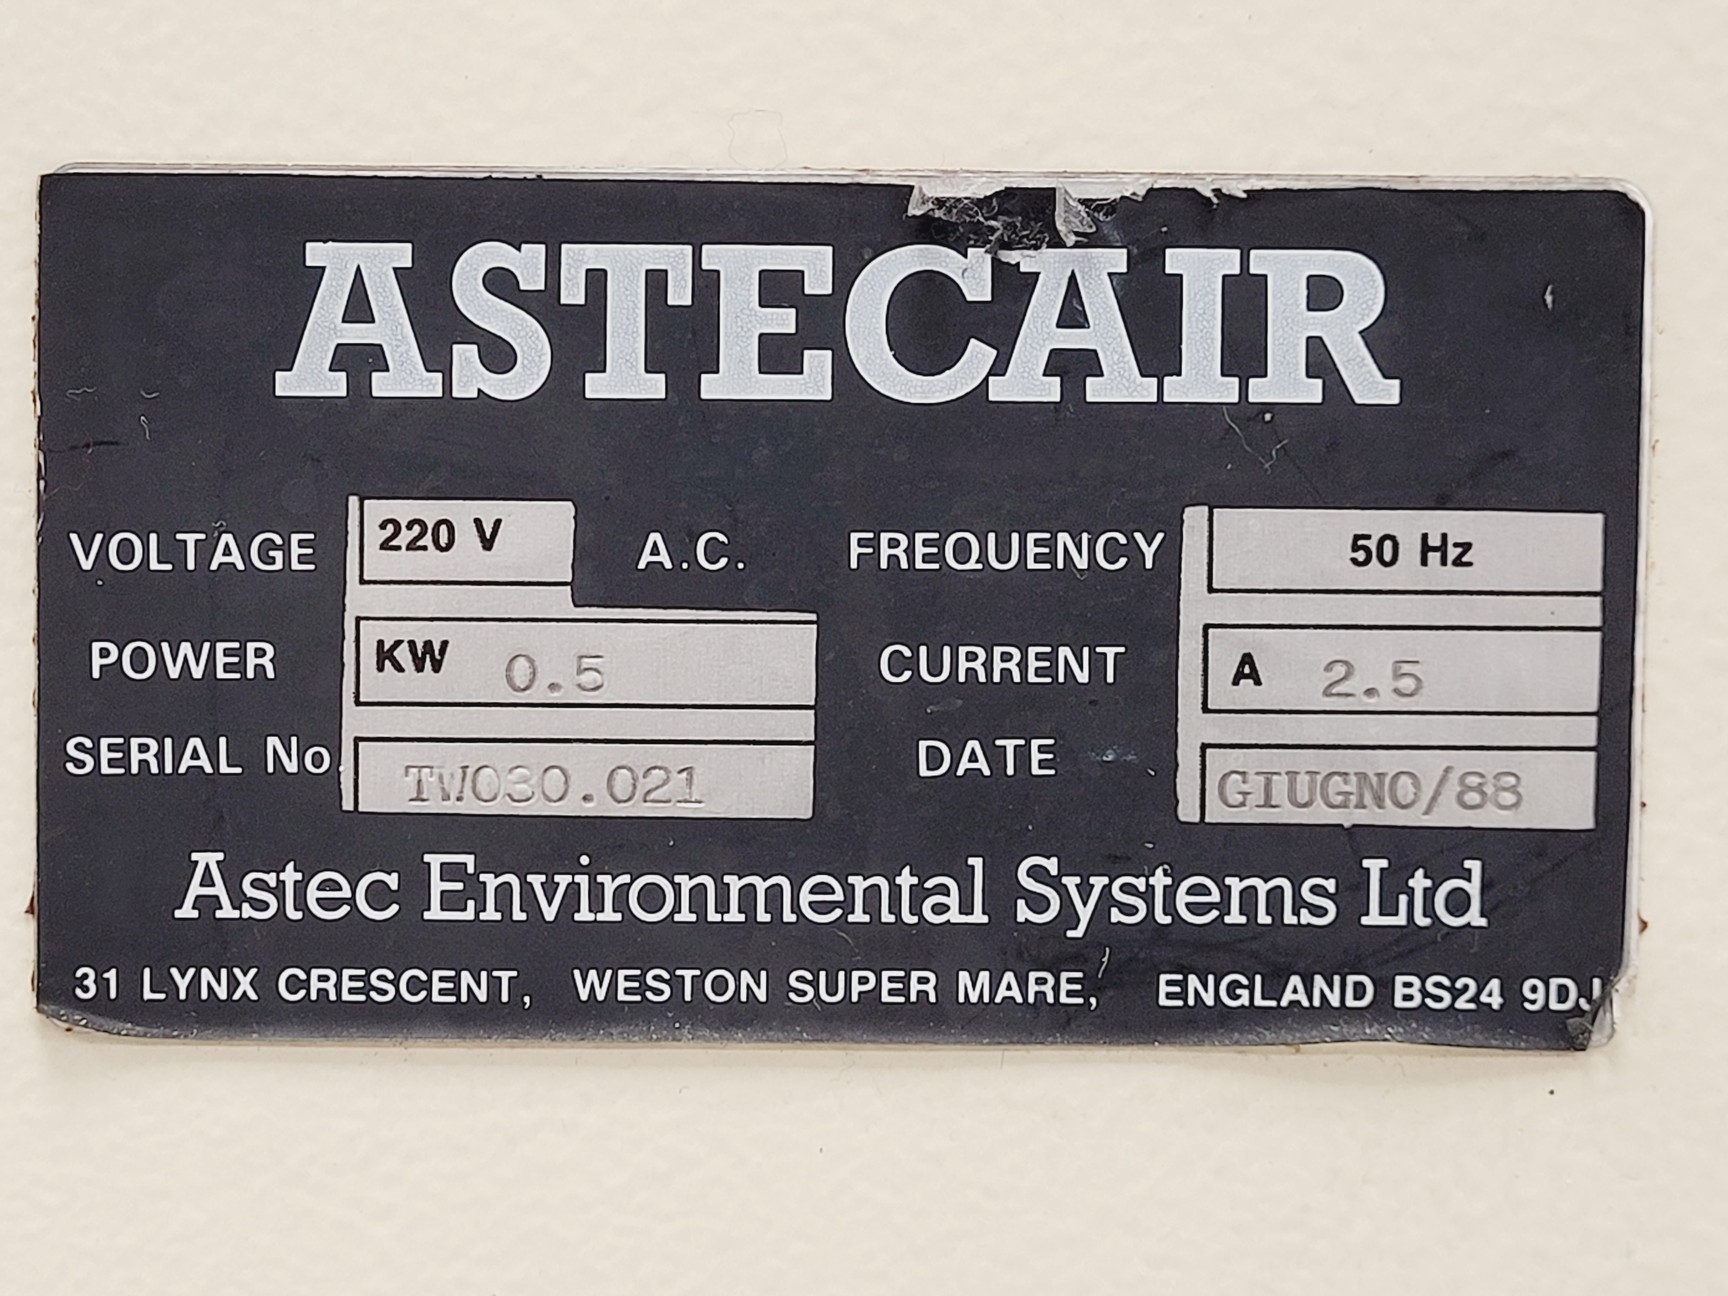 ASTECAIR
VOLTAGE 220 V A.C. FREQUENCY 50 Hz
POWER KW 0.5 CURRENT A 2.5
SERIAL No. TW030.021 DATE GIUGNO/88
Astec Environmental Systems Ltd
31 LYNX CRESCENT, WESTON SUPER MARE, ENGLAND BS24 9DJ